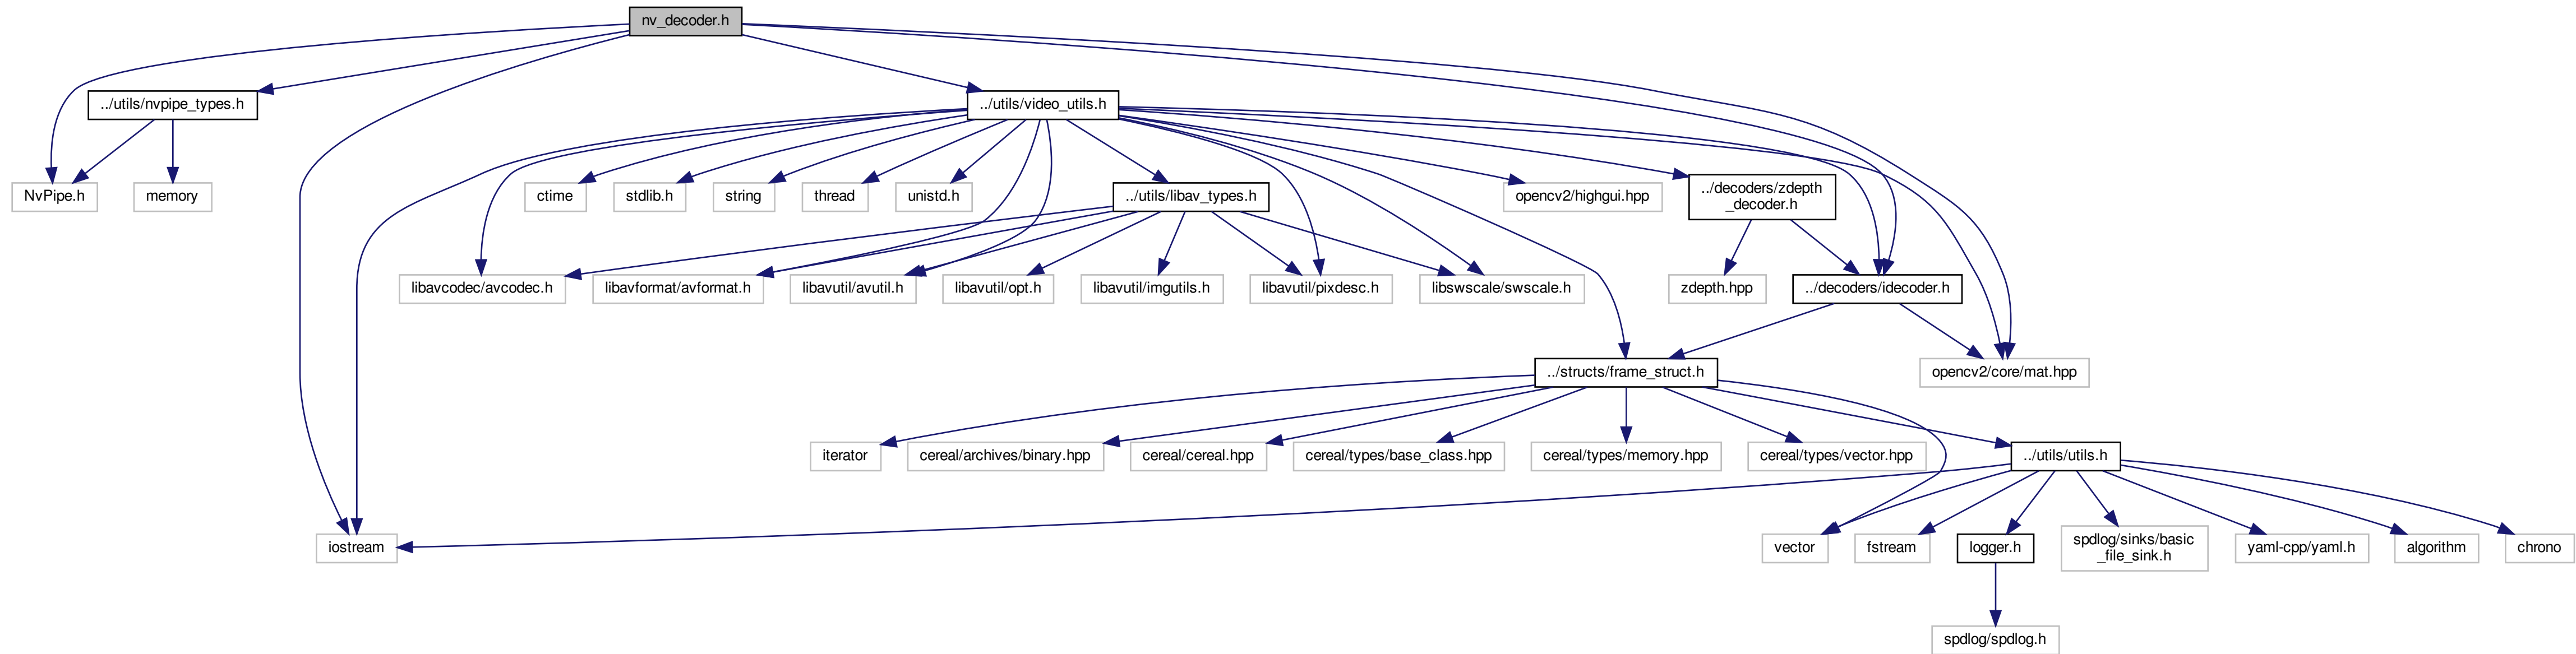 nv_decoder.h
../utils/nvpipe_types.h
../utils/video_utils.h
NvPipe.h
memory
ctime
stdlib.h
string
thread
unistd.h
../utils/libav_types.h
opencv2/highgui.hpp
../decoders/zdepth
_decoder.h
libavcodec/avcodec.h
libavformat/avformat.h
libavutil/avutil.h
libavutil/opt.h
libavutil/imgutils.h
libavutil/pixdesc.h
libswscale/swscale.h
zdepth.hpp
../decoders/idecoder.h
../structs/frame_struct.h
opencv2/core/mat.hpp
iterator
cereal/archives/binary.hpp
cereal/cereal.hpp
cereal/types/base_class.hpp
cereal/types/memory.hpp
cereal/types/vector.hpp
../utils/utils.h
iostream
vector
fstream
logger.h
spdlog/sinks/basic
_file_sink.h
yaml-cpp/yaml.h
algorithm
chrono
spdlog/spdlog.h